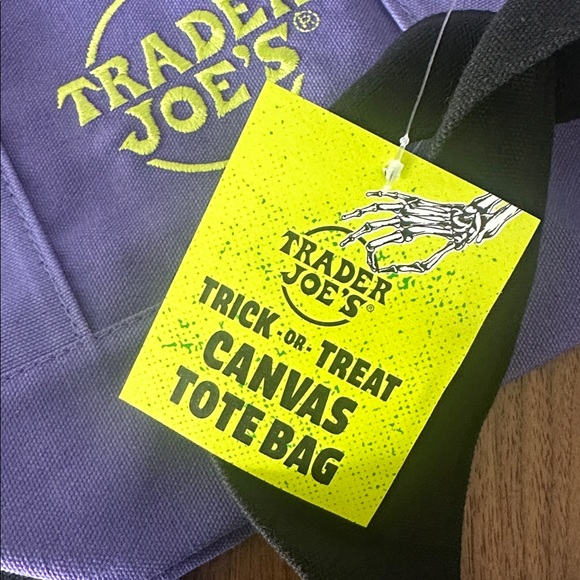 TRADER
JOE'S®
TRADER
JOE'S®
TRICK -OR- TREAT
CANVAS
TOTE BAG